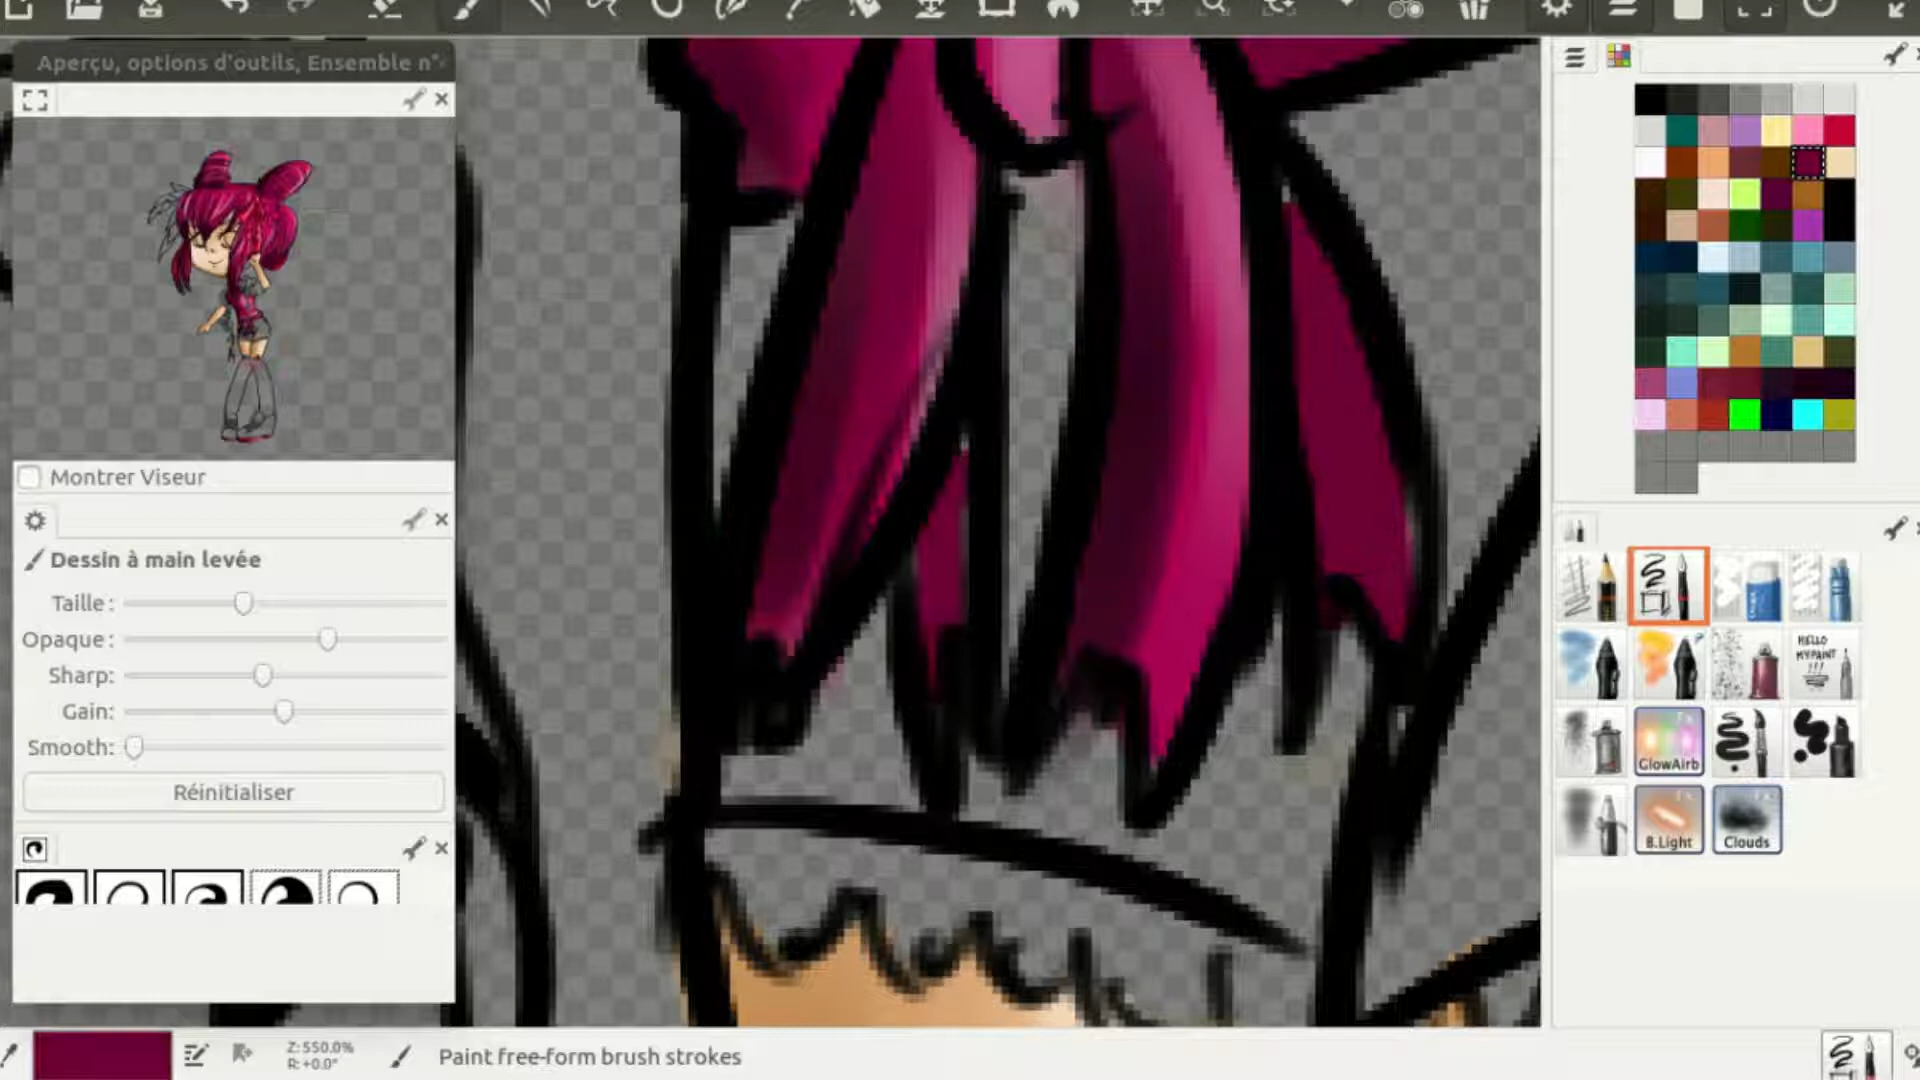 Aperçu, options d'outils, Ensemble n°
Montrer Viseur
Dessin à main levée
Taille :
Opaque :
Sharp:
Gain:
Smooth:
Réinitialiser
HELLO
MYPAINT
!!!
GlowAirb
B.Light
Clouds
Z:550.0%
R:+0.0°
Paint free-form brush strokes